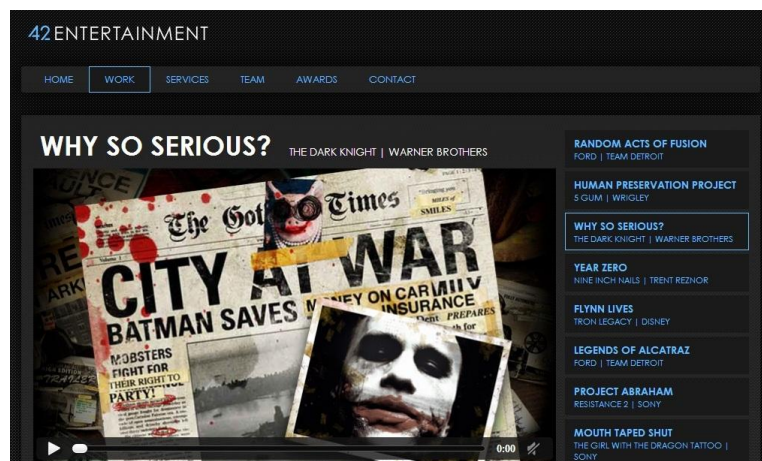 42 ENTERTAINMENT
HOME WORK SERVICES TEAM AWARDS CONTACT
WHY SO SERIOUS? THE DARK KNIGHT | WARNER BROTHERS
The Got Times
SMILES
CITY AT WAR
BATMAN SAVES MONEY ON CAR
INSURANCE
Dent PREPARES
MOBSTERS
FIGHT FOR
THEIR RIGHT TO
PARTY!
TRAILER
0:00
RANDOM ACTS OF FUSION
FORD | TEAM DETROIT
HUMAN PRESERVATION PROJECT
5 GUM | WRIGLEY
WHY SO SERIOUS?
THE DARK KNIGHT | WARNER BROTHERS
YEAR ZERO
NINE INCH NAILS | TRENT REZNOR
FLYNN LIVES
TRON LEGACY | DISNEY
LEGENDS OF ALCATRAZ
FORD | TEAM DETROIT
PROJECT ABRAHAM
RESISTANCE 2 | SONY
MOUTH TAPED SHUT
THE GIRL WITH THE DRAGON TATTOO |
SONY